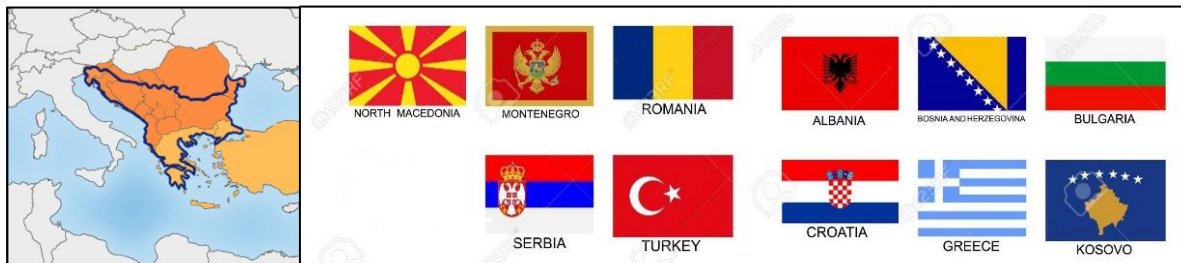 NORTH MACEDONIA
MONTENEGRO
ROMANIA
ALBANIA
BOSNIA AND HERZEGOVINA
BULGARIA
SERBIA
TURKEY
CROATIA
GREECE
KOSOVO